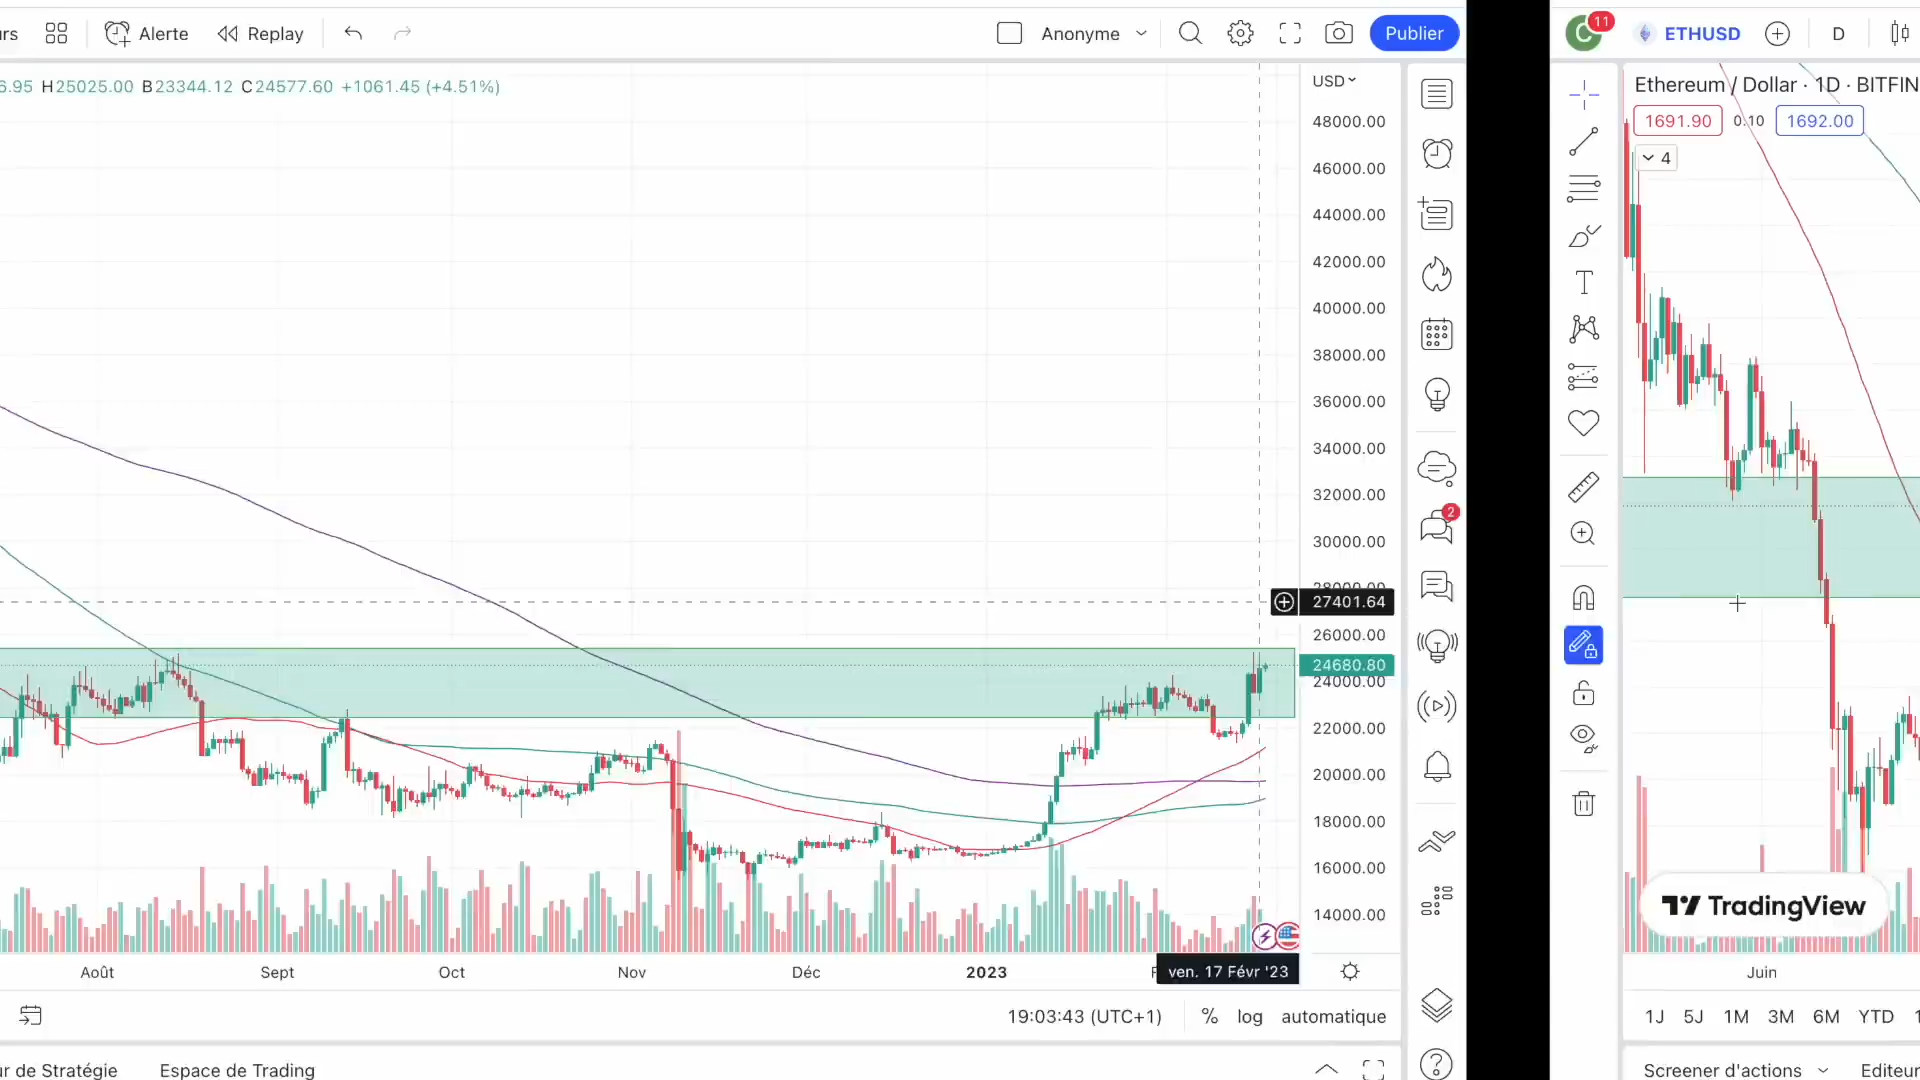 rs
Alerte
Replay
Anonyme
Publier
6.95 H25025.00 B23344.12 C24577.60 +1061.45 (+4.51%)
USD
48000.00
46000.00
44000.00
42000.00
40000.00
38000.00
36000.00
34000.00
32000.00
30000.00
28000.00
27401.64
26000.00
24680.80
24000.00
22000.00
20000.00
18000.00
16000.00
14000.00
Août
Sept
Oct
Nov
Déc
2023
F
ven. 17 Févr '23
19:03:43 (UTC+1)
%
log
automatique
ur de Stratégie
Espace de Trading
2
C
11
ETHUSD
D
Ethereum / Dollar · 1D · BITFIN
1691.90
0.10
1692.00
4
TradingView
Juin
1J
5J
1M
3M
6M
YTD
1
Screener d'actions
Editeur